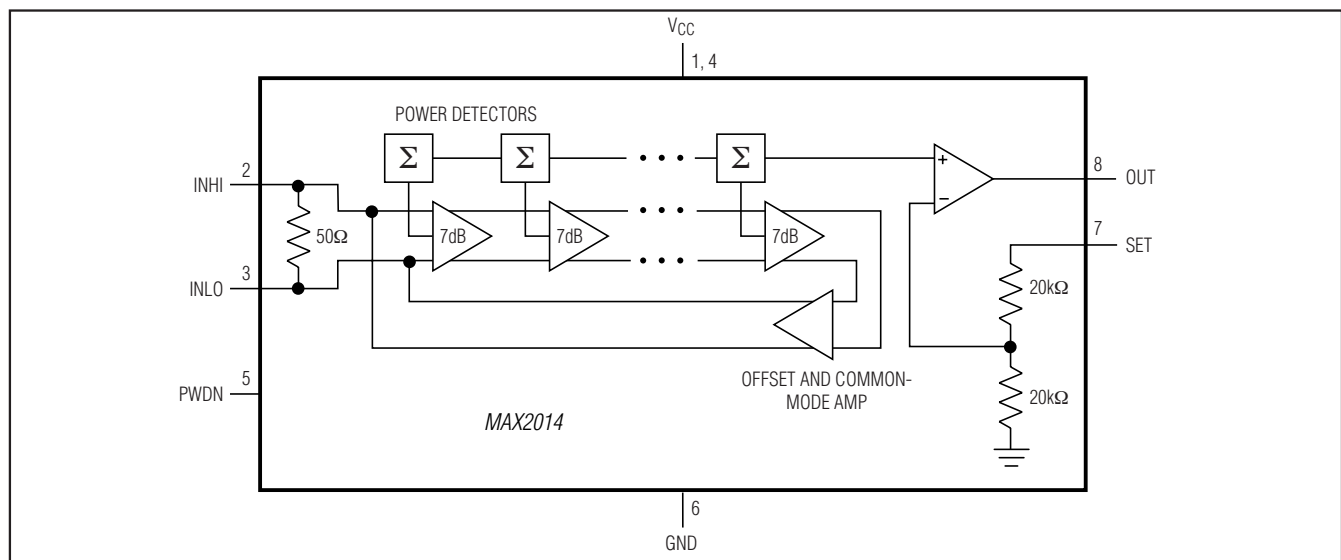 VCC
1, 4
POWER DETECTORS
Σ Σ • • • Σ
2
INHI
+
8
OUT
−
50Ω
7dB 7dB • • • 7dB
7
SET
3
INLO
• • •
20kΩ
5
PWDN
OFFSET AND COMMON-
MODE AMP
20kΩ
MAX2014
6
GND